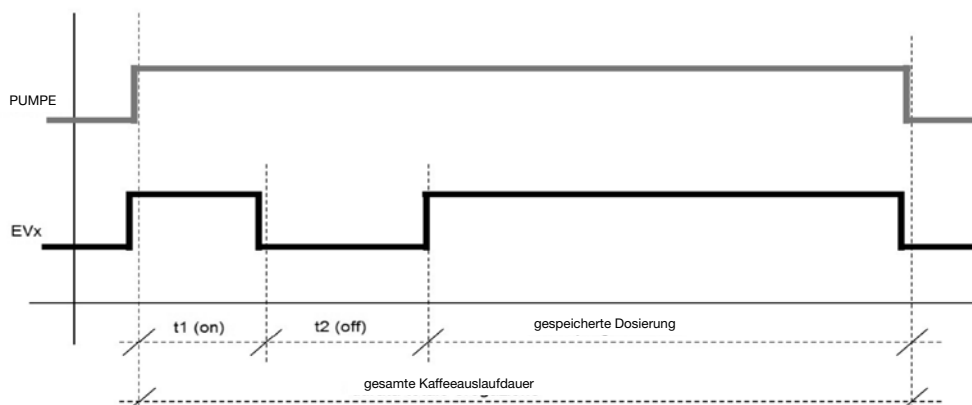 PUMPE
EVx
t1 (on)
t2 (off)
gespeicherte Dosierung
gesamte Kaffeeauslaufdauer